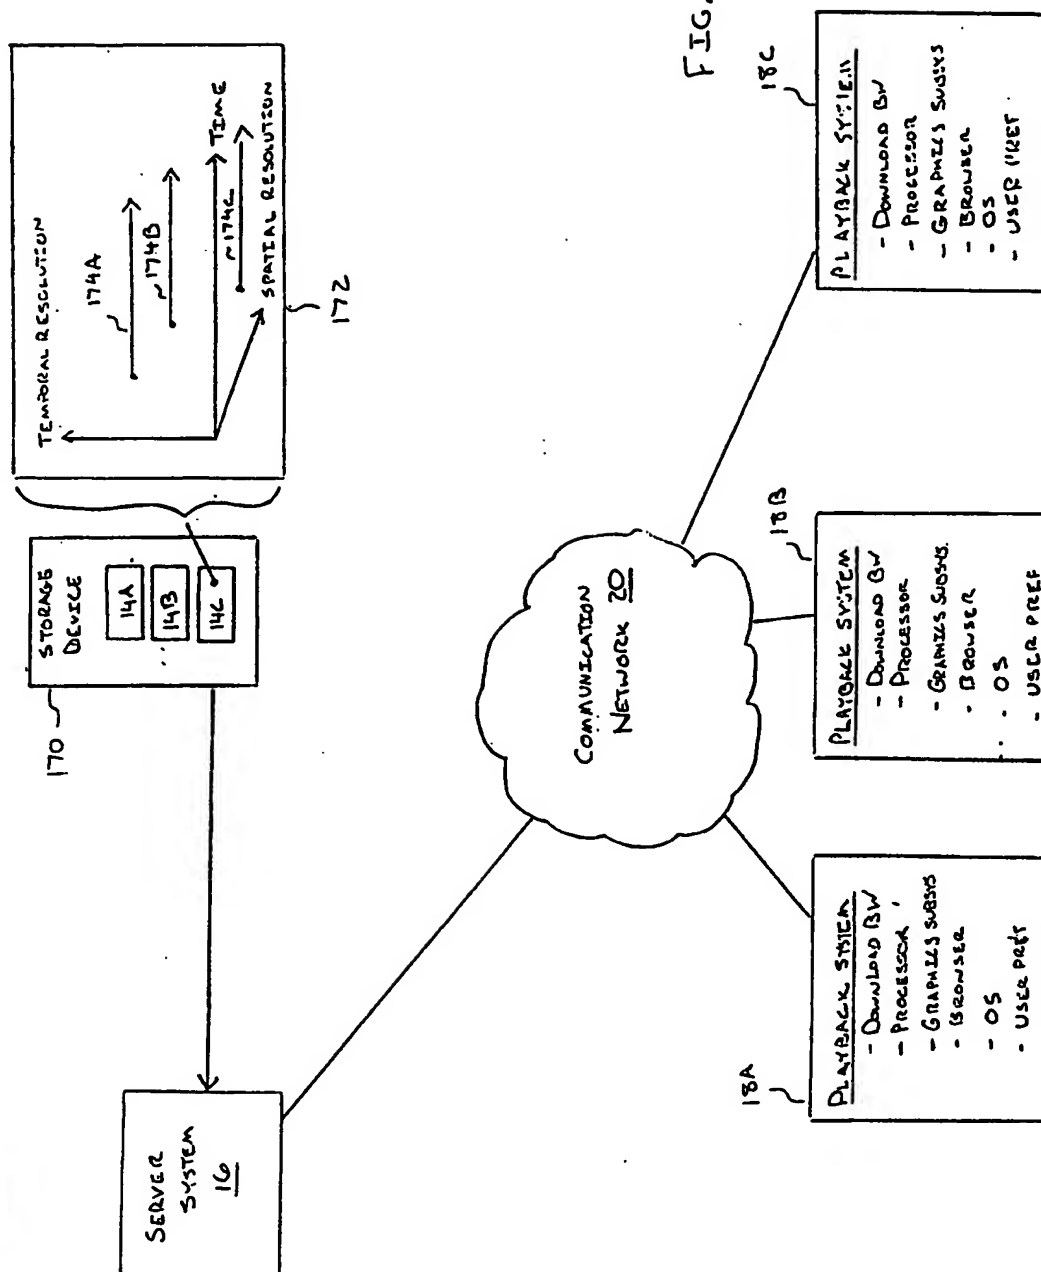 FIG.
TEMPORAL RESOLUTION
174A
~174B
TIME
~174C
SPATIAL RESOLUTION
172
STORAGE
DEVICE
14A
14B
14C
170
SERVER
SYSTEM
16
COMMUNICATION
NETWORK 20
18A
PLAYBACK SYSTEM
- DOWNLOAD BW
- PROCESSOR
- GRAPHICS SUBSYS
- BROWSER
- OS
- USER PREF
18B
PLAYBACK SYSTEM
- DOWNLOAD BW
- PROCESSOR
- GRAPHICS SUBSYS.
- BROWSER
- OS
- USER PREF
18C
PLAYBACK SYSTEM
- DOWNLOAD BW
- PROCESSOR
- GRAPHICS SUBSYS
- BROWSER
- OS
- USER PREF